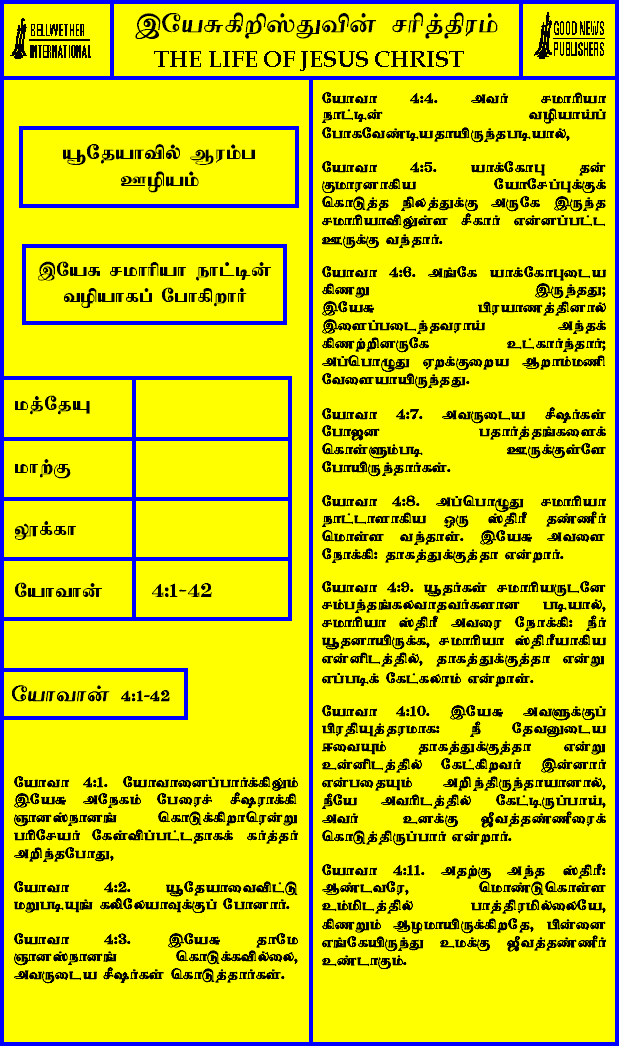 BELLWETHER
INTERNATIONAL
இயேசுகிறிஸ்துவின் சரித்திரம்
THE LIFE OF JESUS CHRIST
GOOD NEWS
PUBLISHERS
யூதேயாவில் ஆரம்ப
ஊழியம்
இயேசு சமாரியா நாட்டின்
வழியாகப் போகிறார்
மத்தேயு
மாற்கு
லூக்கா
யோவான் 4:1-42
யோவான் 4:1-42
யோவா 4:1. யோவானைப்பார்க்கிலும்
இயேசு அநேகம் பேரைச் சீஷராக்கி
ஞானஸ்நானங் கொடுக்கிறாரென்று
பரிசேயர் கேள்விப்பட்டதாகக் கர்த்தர்
அறிந்தபோது,
யோவா 4:2. யூதேயாவைவிட்டு
மறுபடியுங் கலிலேயாவுக்குப் போனார்.
யோவா 4:3. இயேசு தாமே
ஞானஸ்நானங் கொடுக்கவில்லை,
அவருடைய சீஷர்கள் கொடுத்தார்கள்.
யோவா 4:4. அவர் சமாரியா
நாட்டின் வழியாய்ப்
போகவேண்டியதாயிருந்தபடியால்,
யோவா 4:5. யாக்கோபு தன்
குமாரனாகிய யோசேப்புக்குக்
கொடுத்த நிலத்துக்கு அருகே இருந்த
சமாரியாவிலுள்ள சீகார் என்னப்பட்ட
ஊருக்கு வந்தார்.
யோவா 4:6. அங்கே யாக்கோபுடைய
கிணறு இருந்தது;
இயேசு பிரயாணத்தினால்
இளைப்படைந்தவராய் அந்தக்
கிணற்றினருகே உட்கார்ந்தார்;
அப்பொழுது ஏறக்குறைய ஆறாம்மணி
வேளையாயிருந்தது.
யோவா 4:7. அவருடைய சீஷர்கள்
போஜன பதார்த்தங்களைக்
கொள்ளும்படி ஊருக்குள்ளே
போயிருந்தார்கள்.
யோவா 4:8. அப்பொழுது சமாரியா
நாட்டாளாகிய ஒரு ஸ்திரீ தண்ணீர்
மொள்ள வந்தாள். இயேசு அவளை
நோக்கி: தாகத்துக்குத்தா என்றார்.
யோவா 4:9. யூதர்கள் சமாரியருடனே
சம்பந்தங்கலவாதவர்களான படியால்,
சமாரியா ஸ்திரீ அவரை நோக்கி: நீர்
யூதனாயிருக்க, சமாரியா ஸ்திரீயாகிய
என்னிடத்தில், தாகத்துக்குத்தா என்று
எப்படிக் கேட்கலாம் என்றாள்.
யோவா 4:10. இயேசு அவளுக்குப்
பிரதியுத்தரமாக: நீ தேவனுடைய
ஈவையும் தாகத்துக்குத்தா என்று
உன்னிடத்தில் கேட்கிறவர் இன்னார்
என்பதையும் அறிந்திருந்தாயானால்,
நீயே அவரிடத்தில் கேட்டிருப்பாய்,
அவர் உனக்கு ஜீவத்தண்ணீரைக்
கொடுத்திருப்பார் என்றார்.
யோவா 4:11. அதற்கு அந்த ஸ்திரீ:
ஆண்டவரே, மொண்டுகொள்ள
உம்மிடத்தில் பாத்திரமில்லையே,
கிணறும் ஆழமாயிருக்கிறதே, பின்னை
எங்கேயிருந்து உமக்கு ஜீவத்தண்ணீர்
உண்டாகும்.